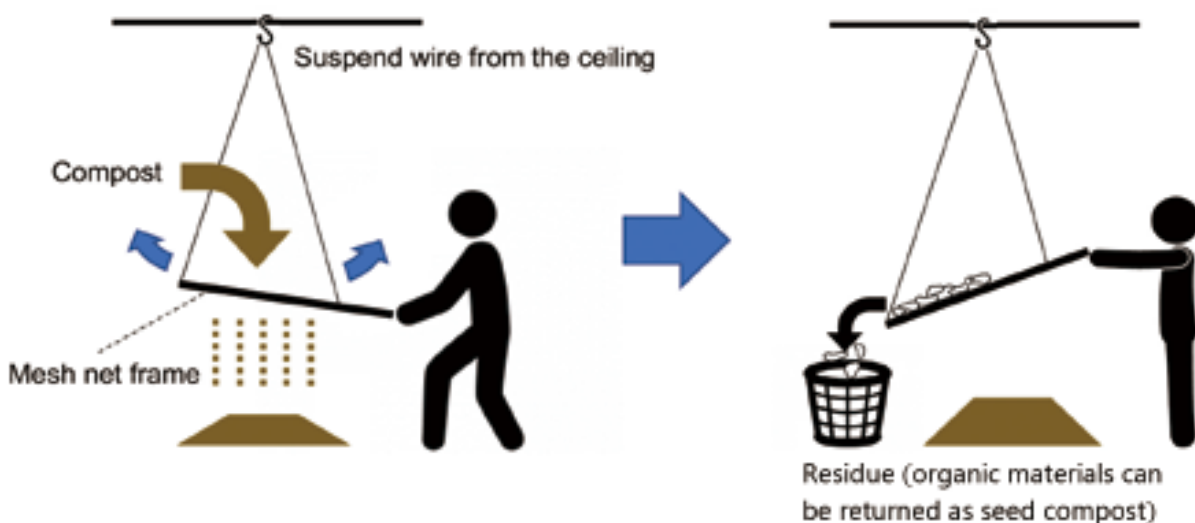 Suspend wire from the ceiling
Compost
Mesh net frame
Residue (organic materials can
be returned as seed compost)